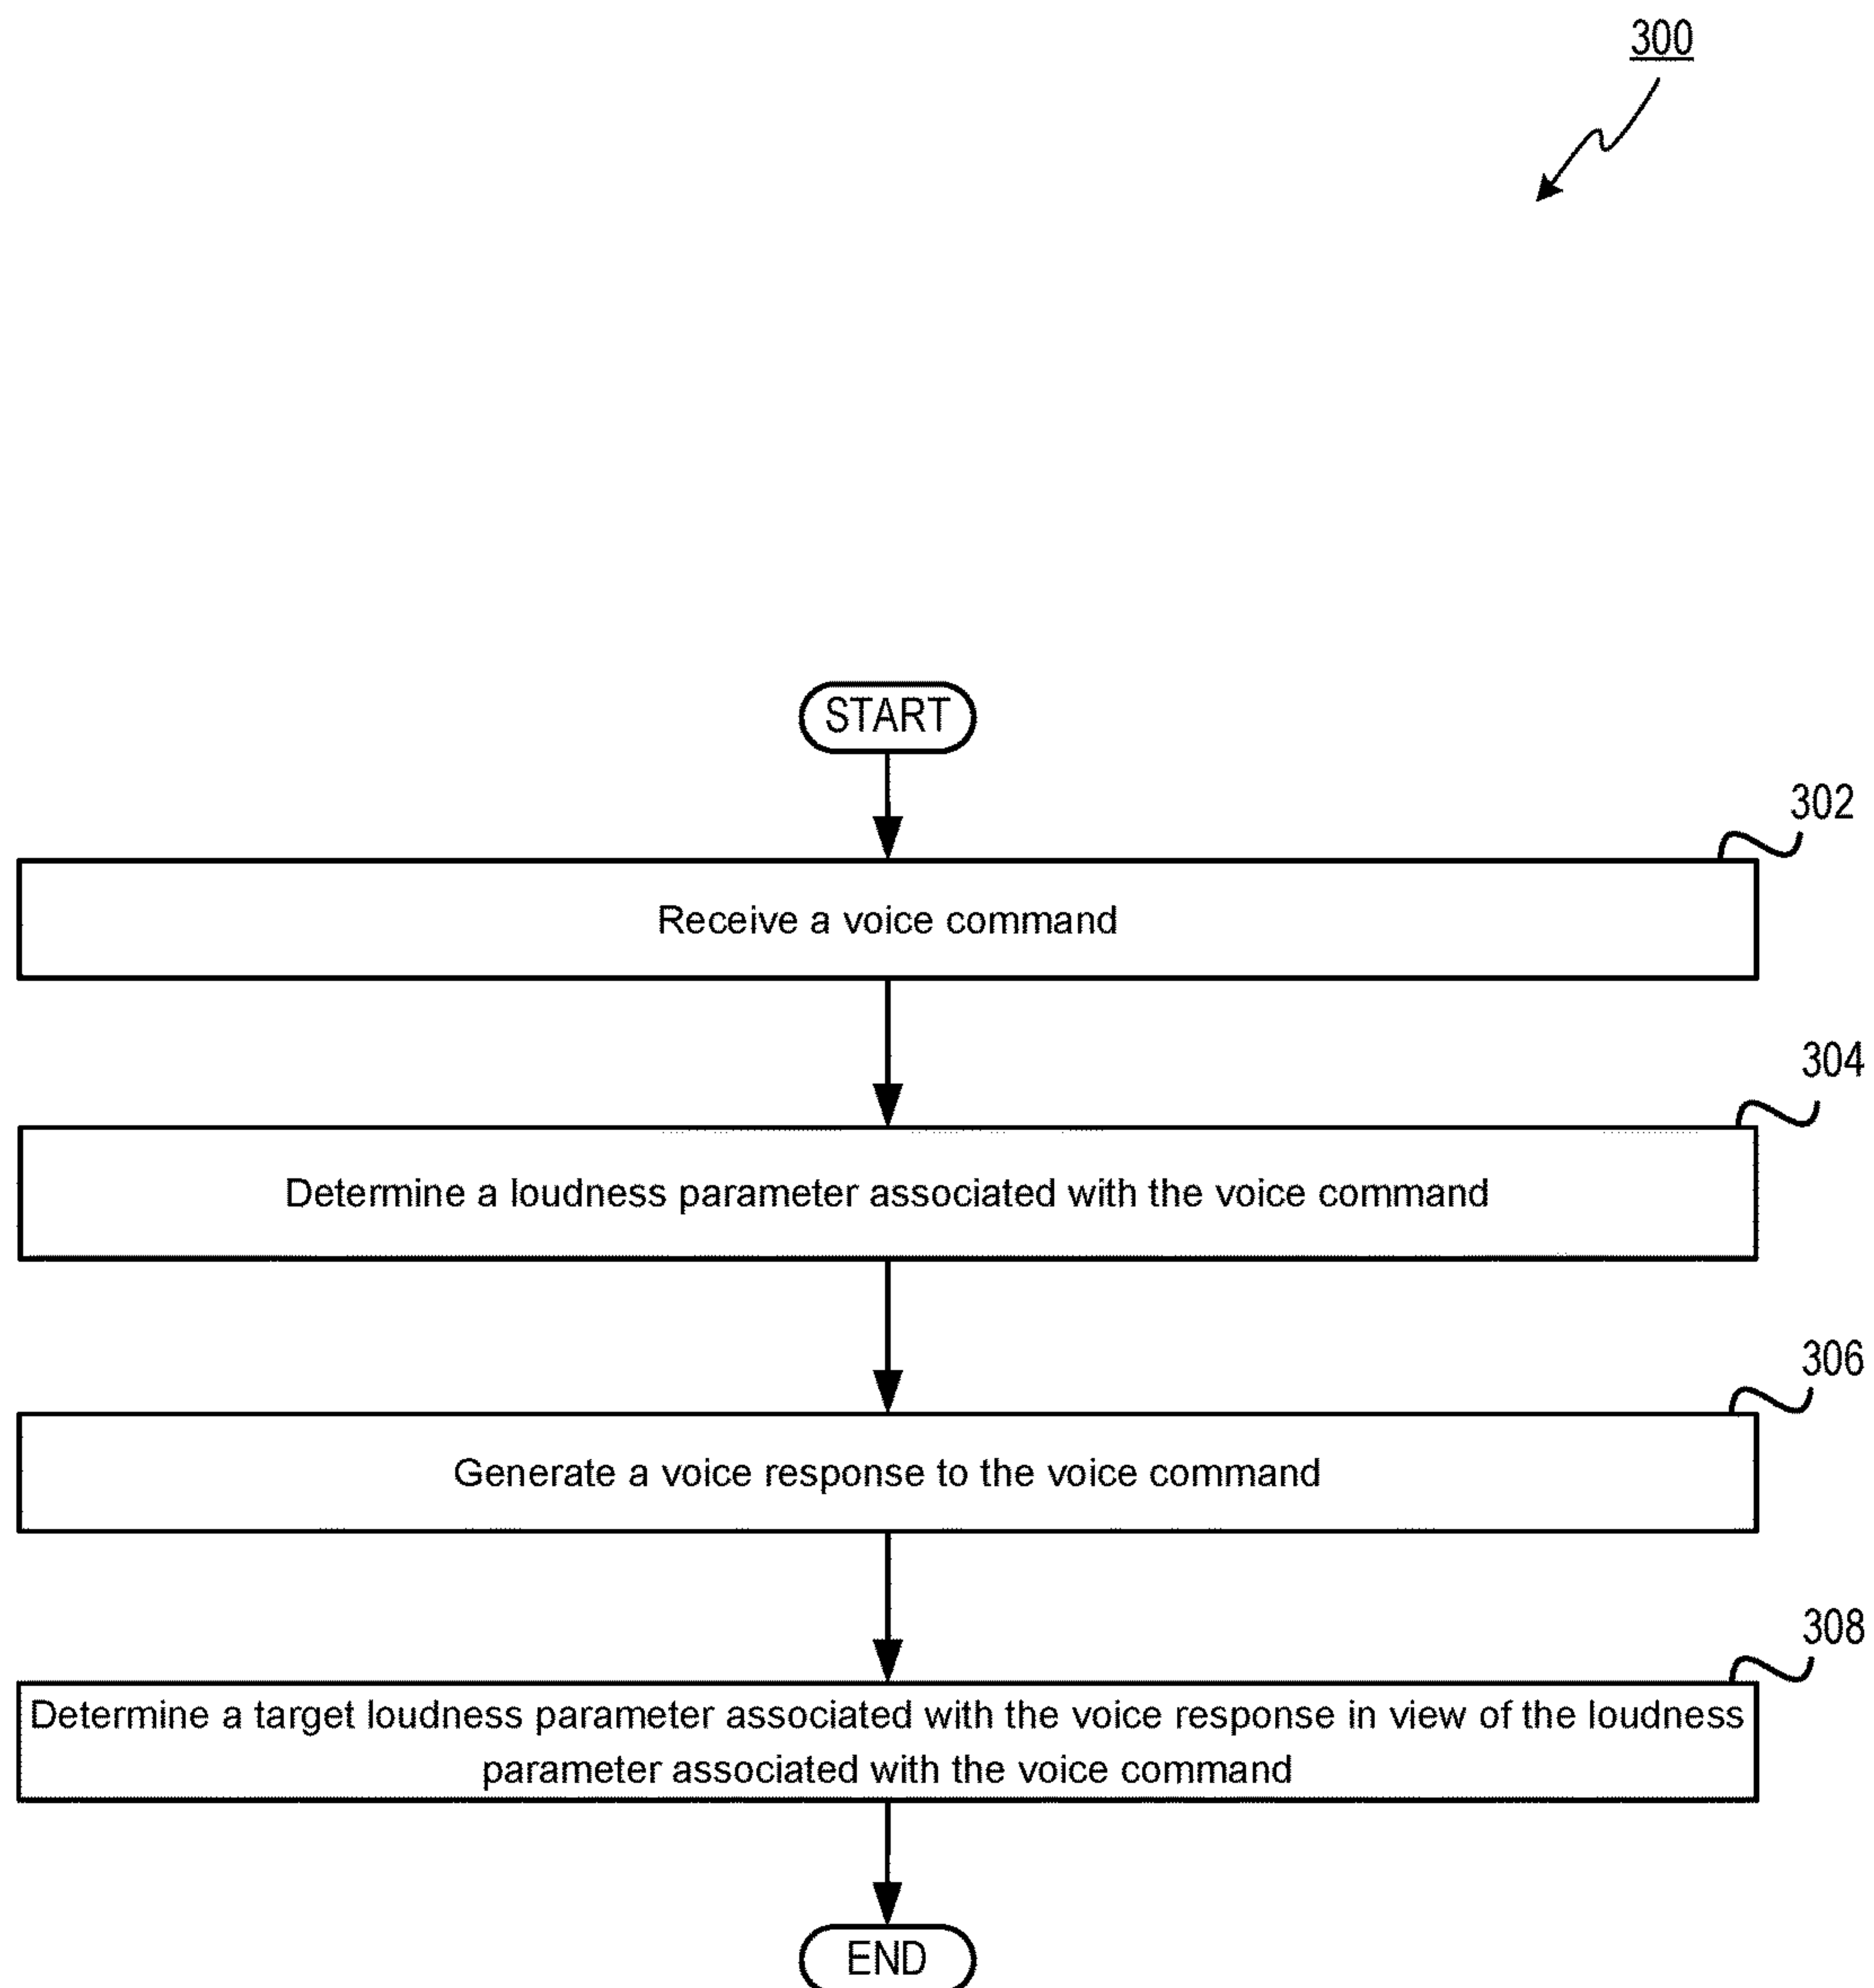 300
START
302
Receive a voice command
304
Determine a loudness parameter associated with the voice command
306
Generate a voice response to the voice command
308
Determine a target loudness parameter associated with the voice response in view of the loudness
parameter associated with the voice command
END